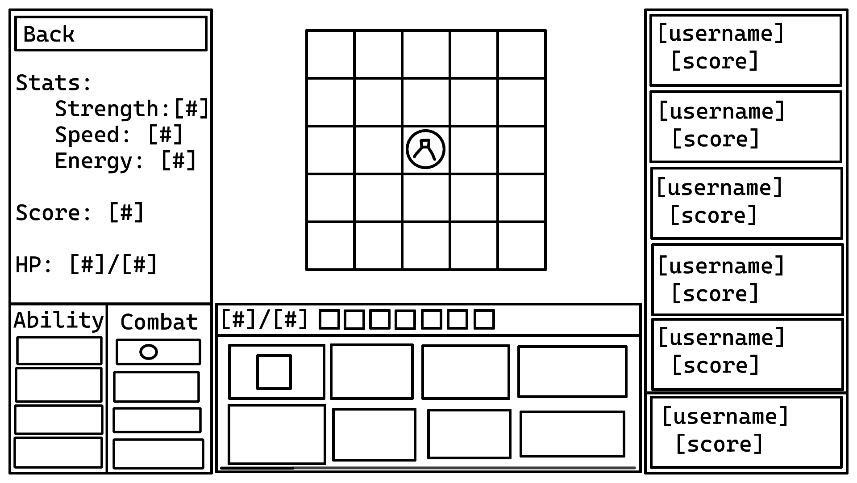 Back
Stats:
Strength:[#]
Speed: [#]
Energy: [#]
Score: [#]
HP: [#]/[#]
Ability
Combat
[#]/[#]
[username]
[score]
[username]
[score]
[username]
[score]
[username]
[score]
[username]
[score]
[username]
[score]